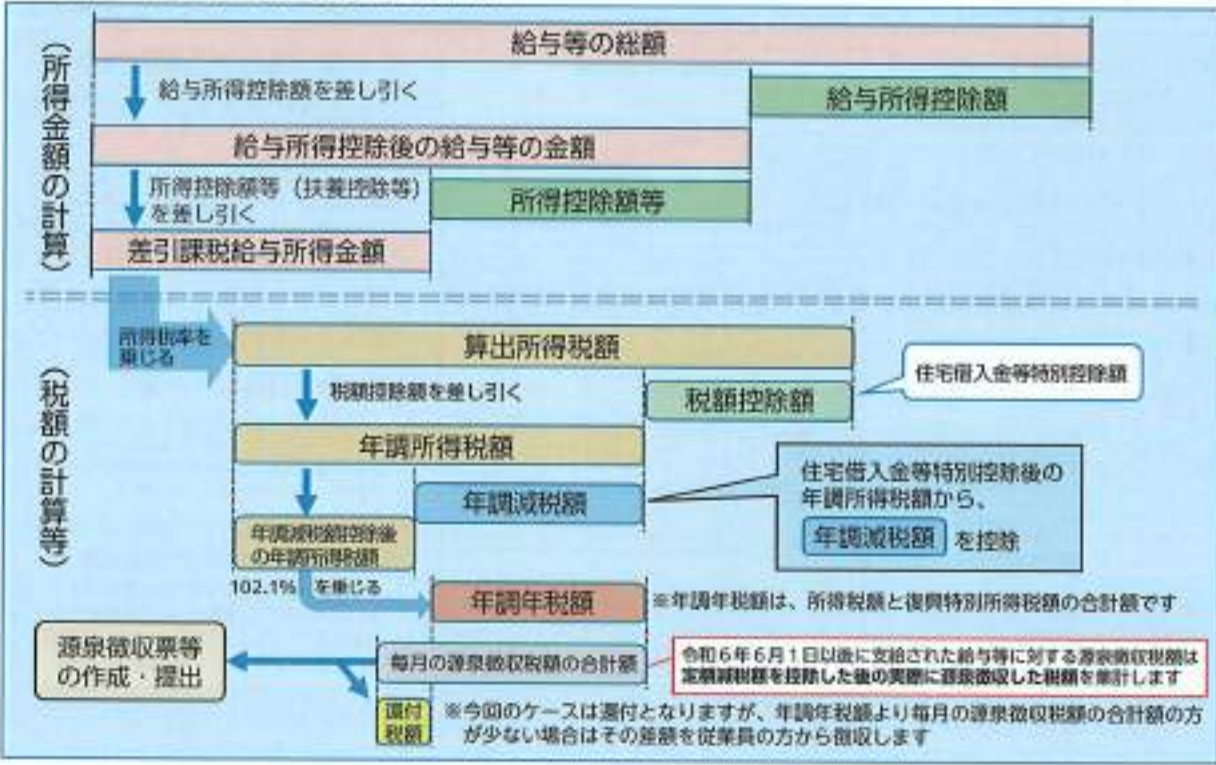 (所得金額の計算)
給与等の総額
給与所得控除額を差し引く
給与所得控除額
給与所得控除後の給与等の金額
所得控除額等(扶養控除等)
を差し引く
所得控除額等
差引課税給与所得金額
(税額の計算等)
所得税率を
乗じる
算出所得税額
税額控除額を差し引く
税額控除額
住宅借入金等特別控除額
年調所得税額
年調減税額
住宅借入金等特別控除後の
年調所得税額から、
年調減税額 を控除
年調減税額控除後
の年調所得税額
102.1% を乗じる
年調年税額
※年調年税額は、所得税額と復興特別所得税額の合計額です
源泉徴収票等
の作成・提出
毎月の源泉徴収税額の合計額
令和6年6月1日以後に支給された給与等に対する源泉徴収税額は
定額減税額を控除した後の実際に源泉徴収した税額を集計します
還付
税額
※今回のケースは還付となりますが、年調年税額より毎月の源泉徴収税額の合計額の方
が少ない場合はその差額を従業員の方から徴収します